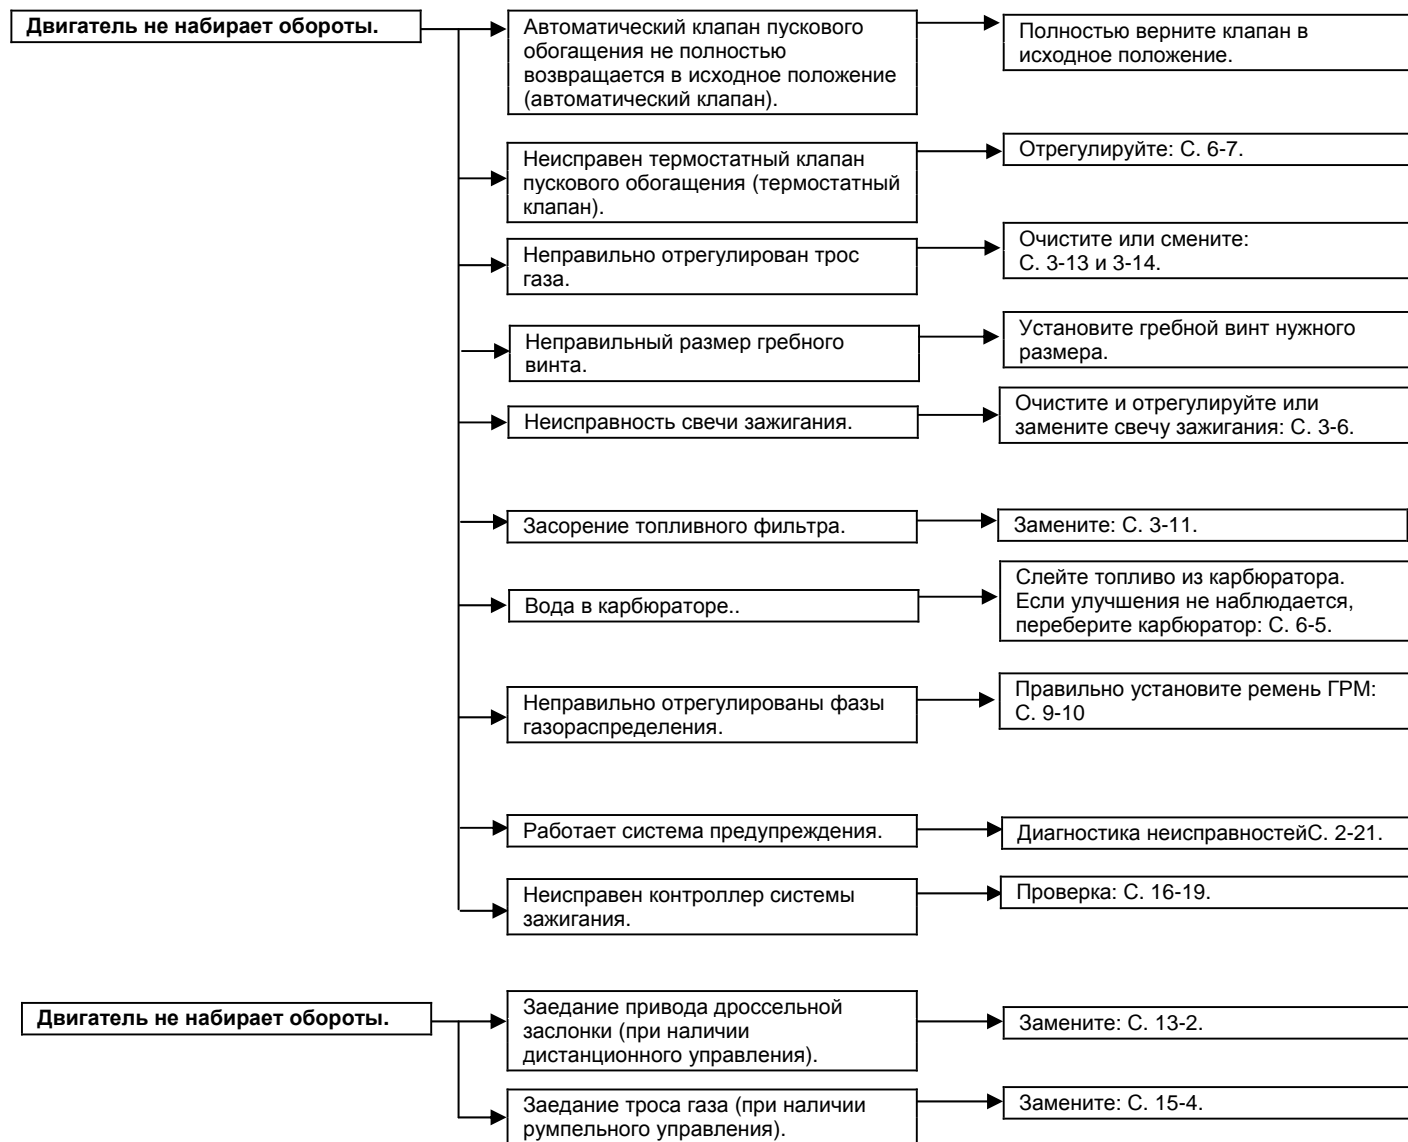 Двигатель не набирает обороты.
Автоматический клапан пускового
обогащения не полностью
возвращается в исходное положение
(автоматический клапан).
Полностью верните клапан в
исходное положение.
Неисправен термостатный клапан
пускового обогащения (термостатный
клапан).
Отрегулируйте: С. 6-7.
Неправильно отрегулирован трос
газа.
Очистите или смените:
С. 3-13 и 3-14.
Неправильный размер гребного
винта.
Установите гребной винт нужного
размера.
Неисправность свечи зажигания.
Очистите и отрегулируйте или
замените свечу зажигания: С. 3-6.
Засорение топливного фильтра.
Замените: С. 3-11.
Вода в карбюраторе..
Слейте топливо из карбюратора.
Если улучшения не наблюдается,
переберите карбюратор: С. 6-5.
Неправильно отрегулированы фазы
газораспределения.
Правильно установите ремень ГРМ:
С. 9-10
Работает система предупреждения.
Диагностика неисправностейС. 2-21.
Неисправен контроллер системы
зажигания.
Проверка: С. 16-19.
Двигатель не набирает обороты.
Заедание привода дроссельной
заслонки (при наличии
дистанционного управления).
Замените: С. 13-2.
Заедание троса газа (при наличии
румпельного управления).
Замените: С. 15-4.